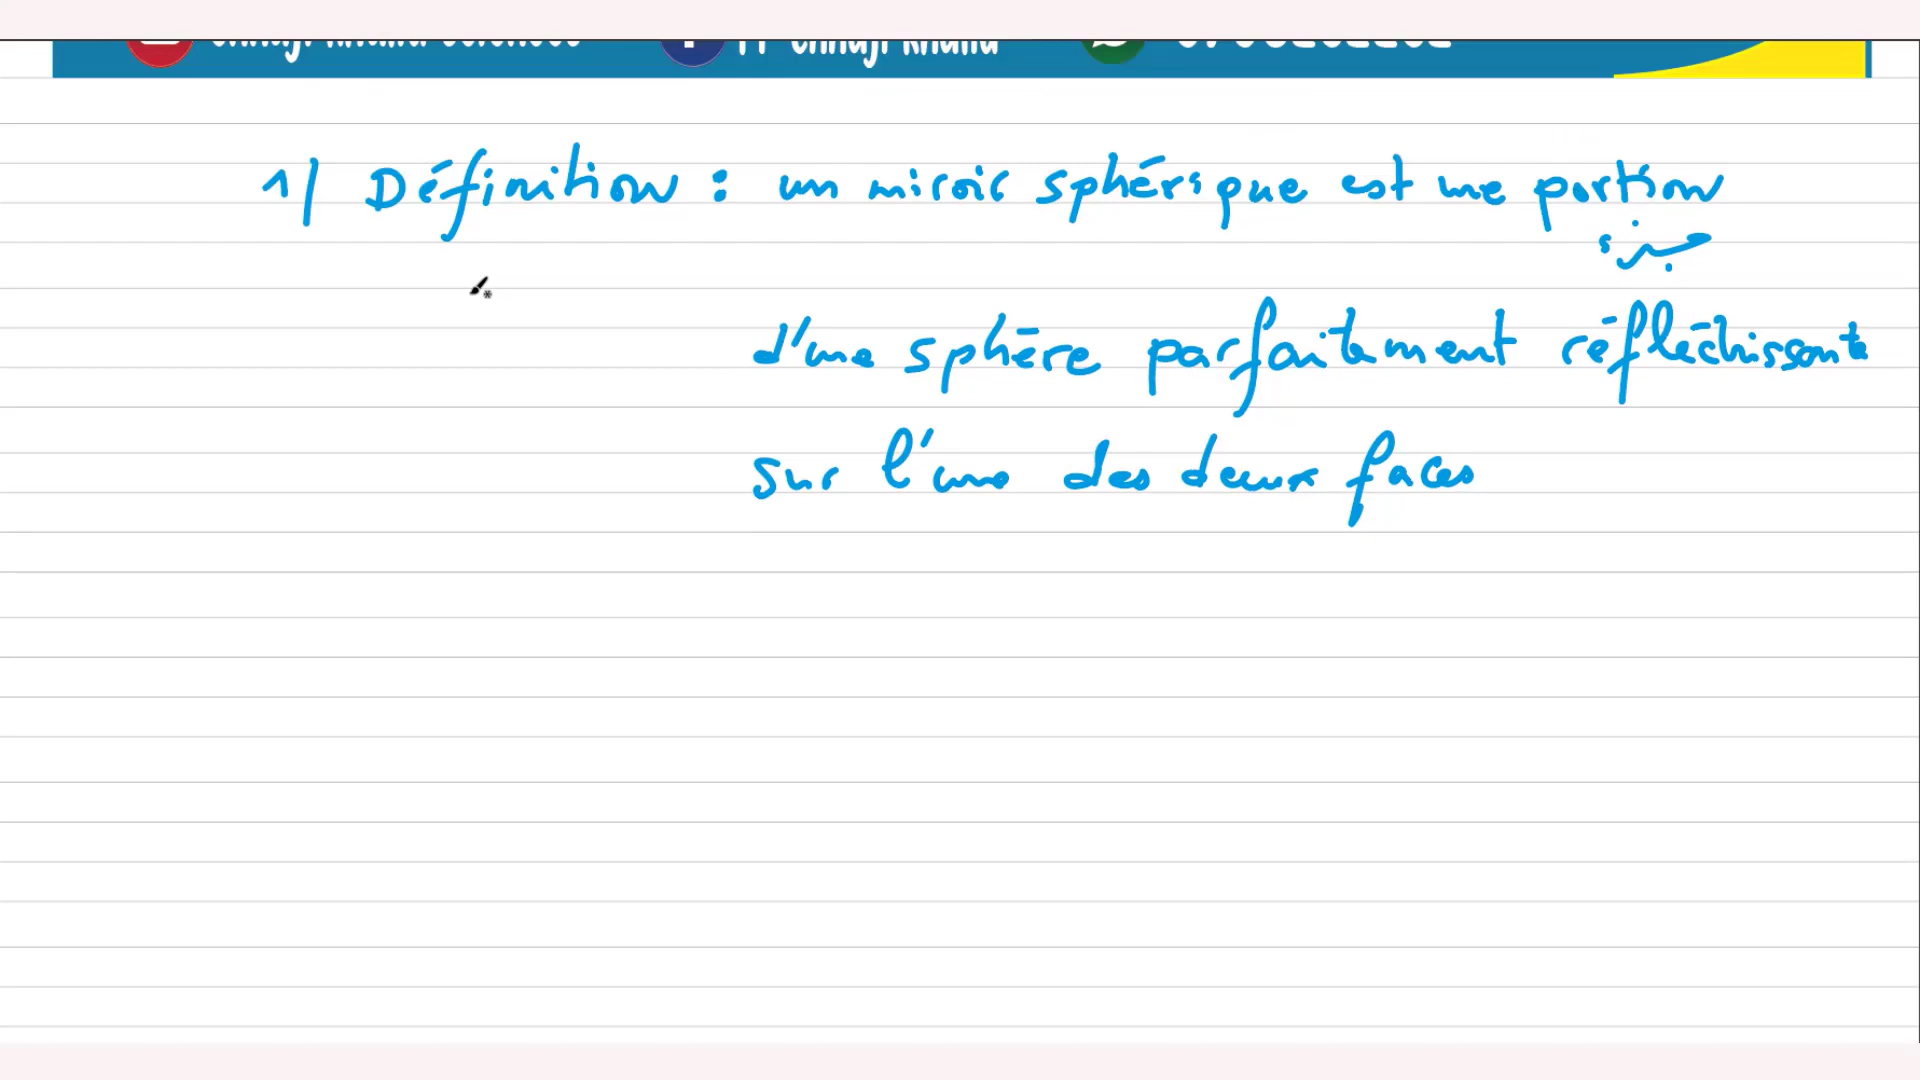 1) Définition : un miroir sphérique est une portion
جزء
d'une sphère parfaitement réfléchissante
sur l'une des deux faces